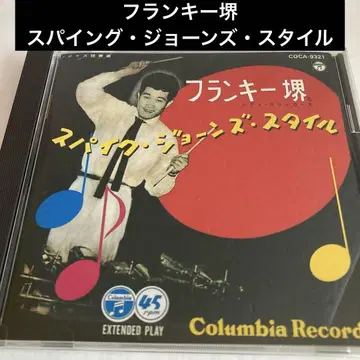 フランキー堺
スパイング・ジョーンズ・スタイル
COCA-9321
フランキー堺
スパイク・ジョーンズ・スタイル
Columbia
45
rpm
EXTENDED PLAY
Columbia Record